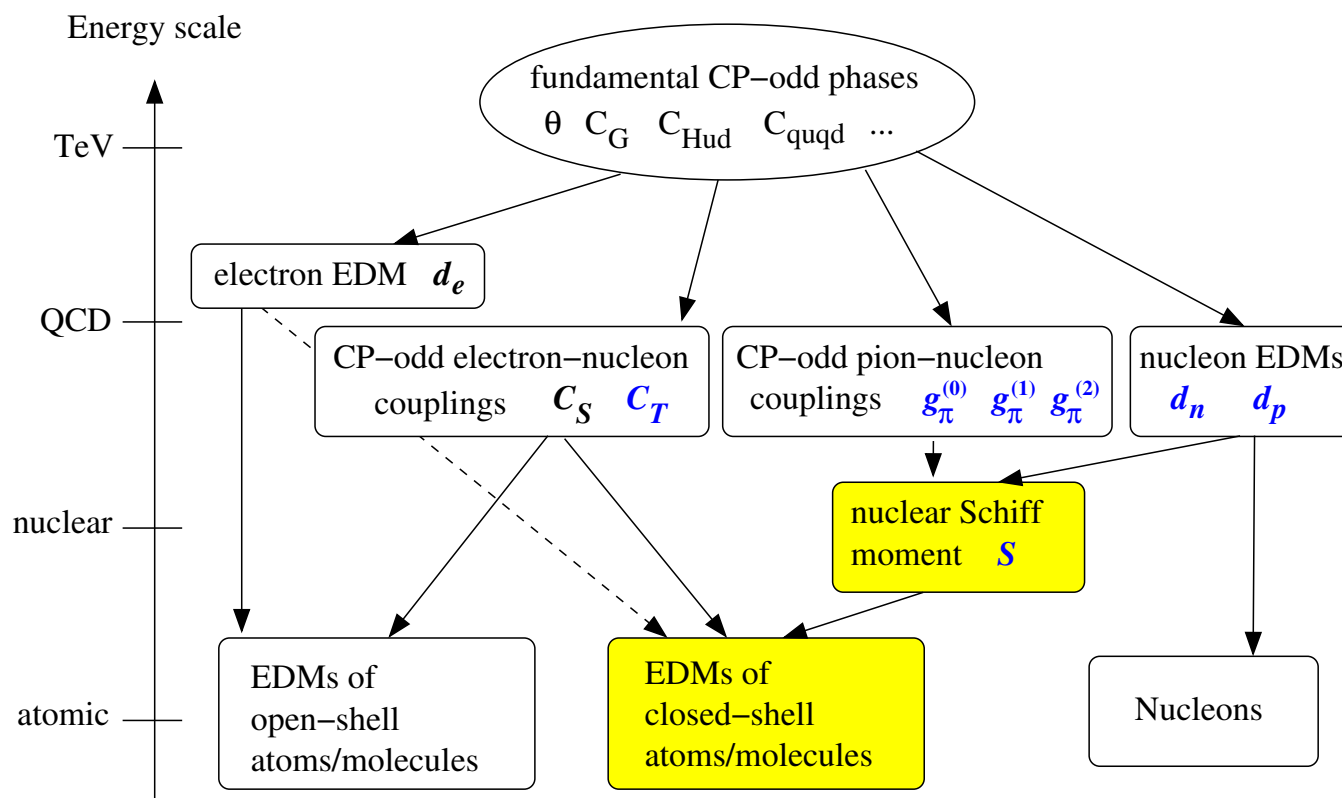 Energy scale
fundamental CP−odd phases
θ C_G C_Hud C_quqd ...
TeV
electron EDM d_e
QCD
CP−odd electron−nucleon
couplings C_S C_T
CP−odd pion−nucleon
couplings g_π^(0) g_π^(1) g_π^(2)
nucleon EDMs
d_n d_p
nuclear
nuclear Schiff
moment S
atomic
EDMs of
open−shell
atoms/molecules
EDMs of
closed−shell
atoms/molecules
Nucleons